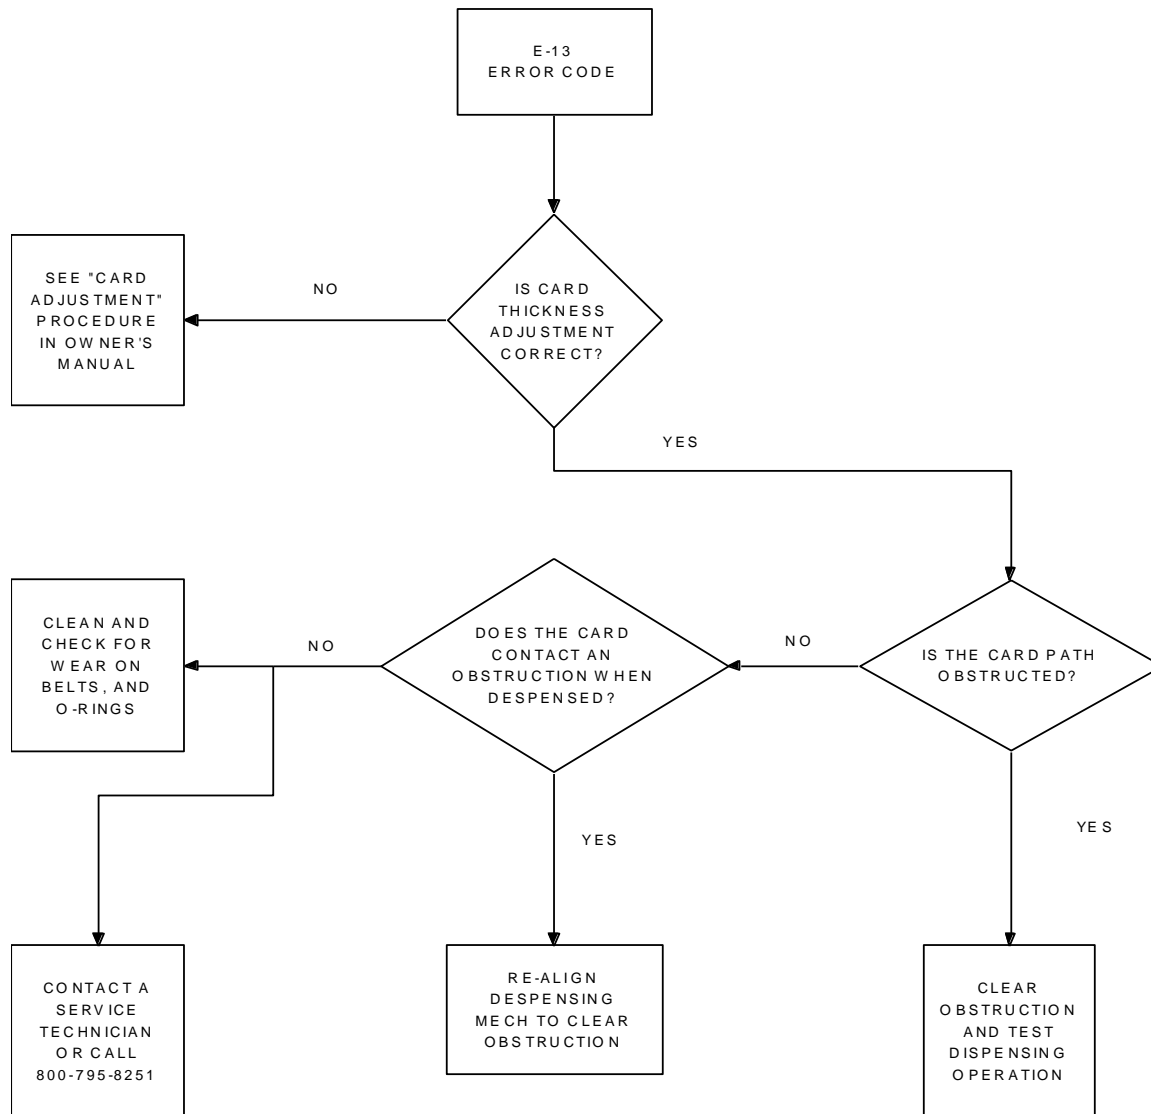 E-13
ERROR CODE
SEE "CARD
ADJUSTMENT"
PROCEDURE
IN OWNER'S
MANUAL
NO
IS CARD
THICKNESS
ADJUSTMENT
CORRECT?
YES
CLEAN AND
CHECK FOR
WEAR ON
BELTS, AND
O-RINGS
NO
DOES THE CARD
CONTACT AN
OBSTRUCTION WHEN
DESPENSED?
NO
IS THE CARD PATH
OBSTRUCTED?
YES
YES
CONTACT A
SERVICE
TECHNICIAN
OR CALL
800-795-8251
RE-ALIGN
DESPENSING
MECH TO CLEAR
OBSTRUCTION
CLEAR
OBSTRUCTION
AND TEST
DISPENSING
OPERATION